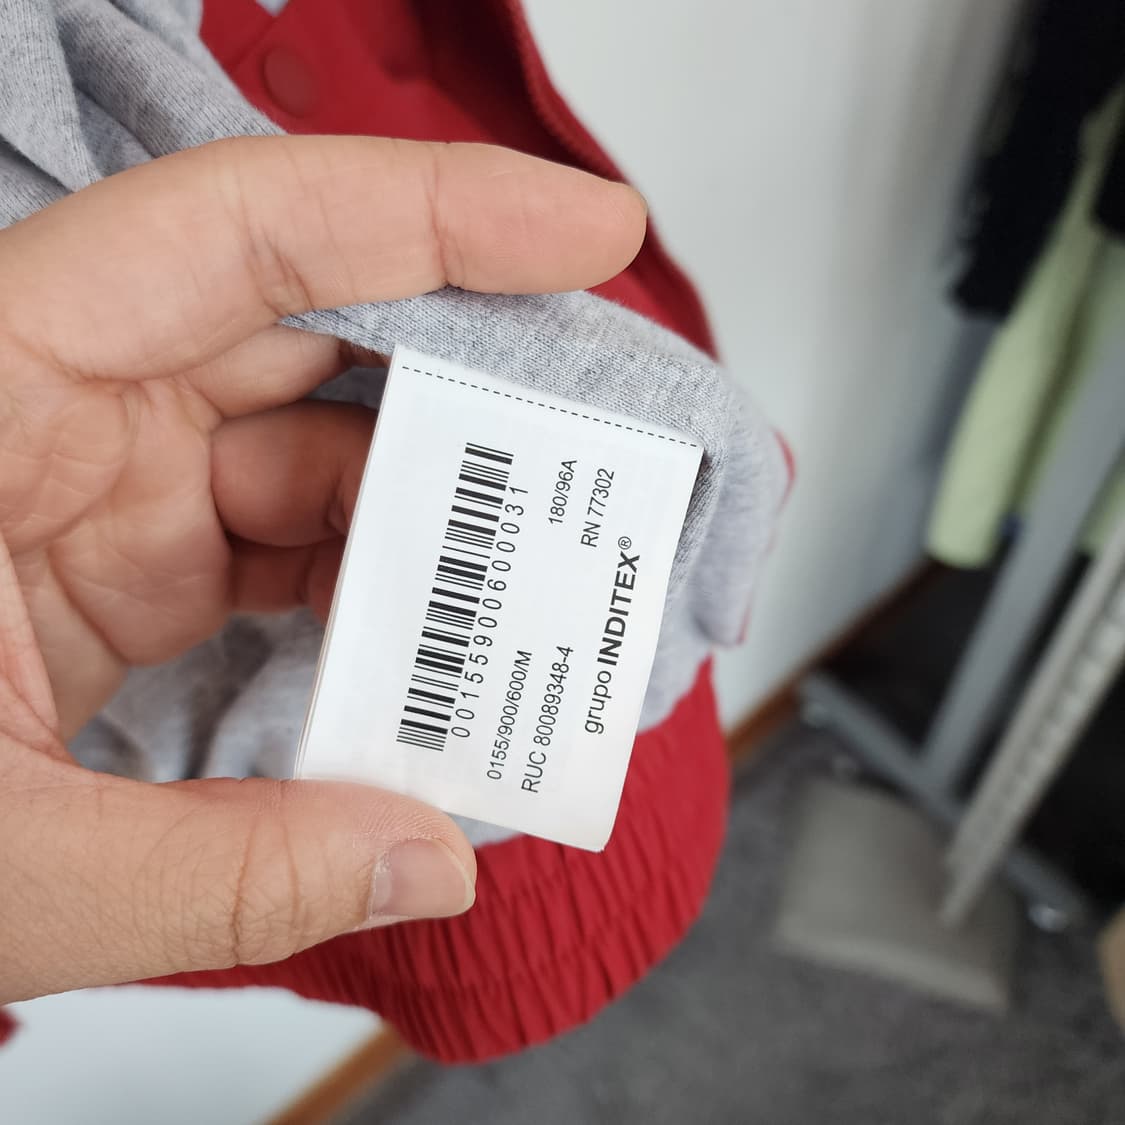 00155900600031
0155/900/600/M 180/96A
RUC 80089348-4 RN 77302
grupo INDITEX®